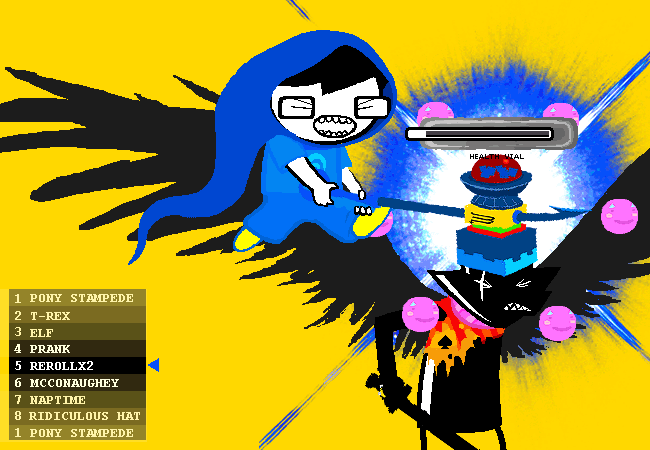 HEALTH VIAL
1 PONY STAMPEDE
2 T-REX
3 ELF
4 PRANK
5 REROLLX2
6 MCCONAUGHEY
7 NAPTIME
8 RIDICULOUS HAT
1 PONY STAMPEDE